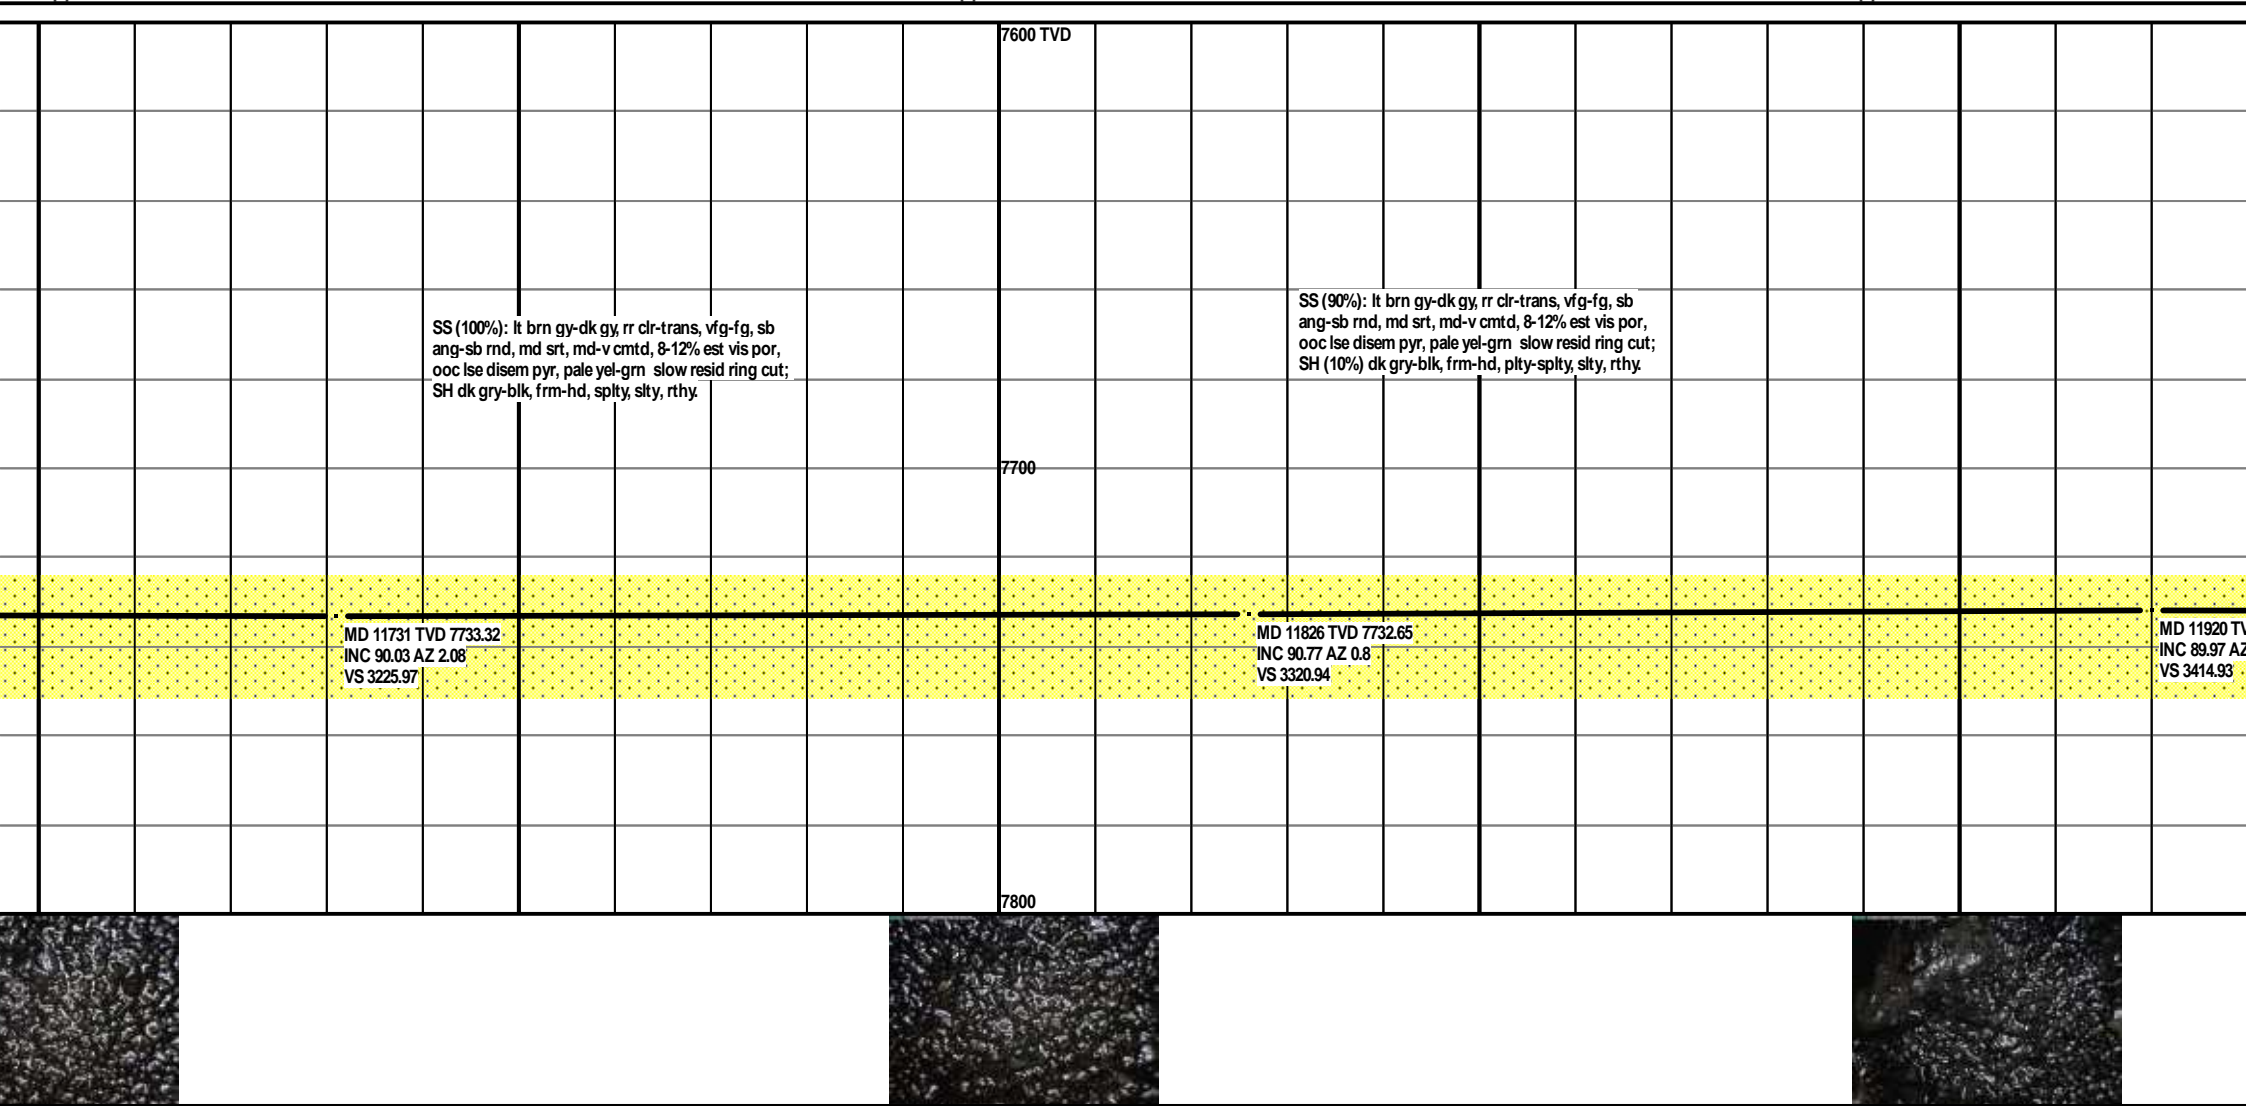 7600 TVD
SS (100%): lt brn gy-dk gy, rr clr-trans, vfg-fg, sb
ang-sb rnd, md srt, md-v cmtd, 8-12% est vis por,
ooc lse disem pyr, pale yel-grn slow resid ring cut;
SH dk gry-blk, frm-hd, splty, slty, rthy.
SS (90%): lt brn gy-dk gy, rr clr-trans, vfg-fg, sb
ang-sb rnd, md srt, md-v cmtd, 8-12% est vis por,
ooc lse disem pyr, pale yel-grn slow resid ring cut;
SH (10%) dk gry-blk, frm-hd, plty-splty, slty, rthy.
7700
MD 11731 TVD 7733.32
INC 90.03 AZ 2.08
VS 3225.97
MD 11826 TVD 7732.65
INC 90.77 AZ 0.8
VS 3320.94
MD 11920
INC 89.97 AZ
VS 3414.93
7800